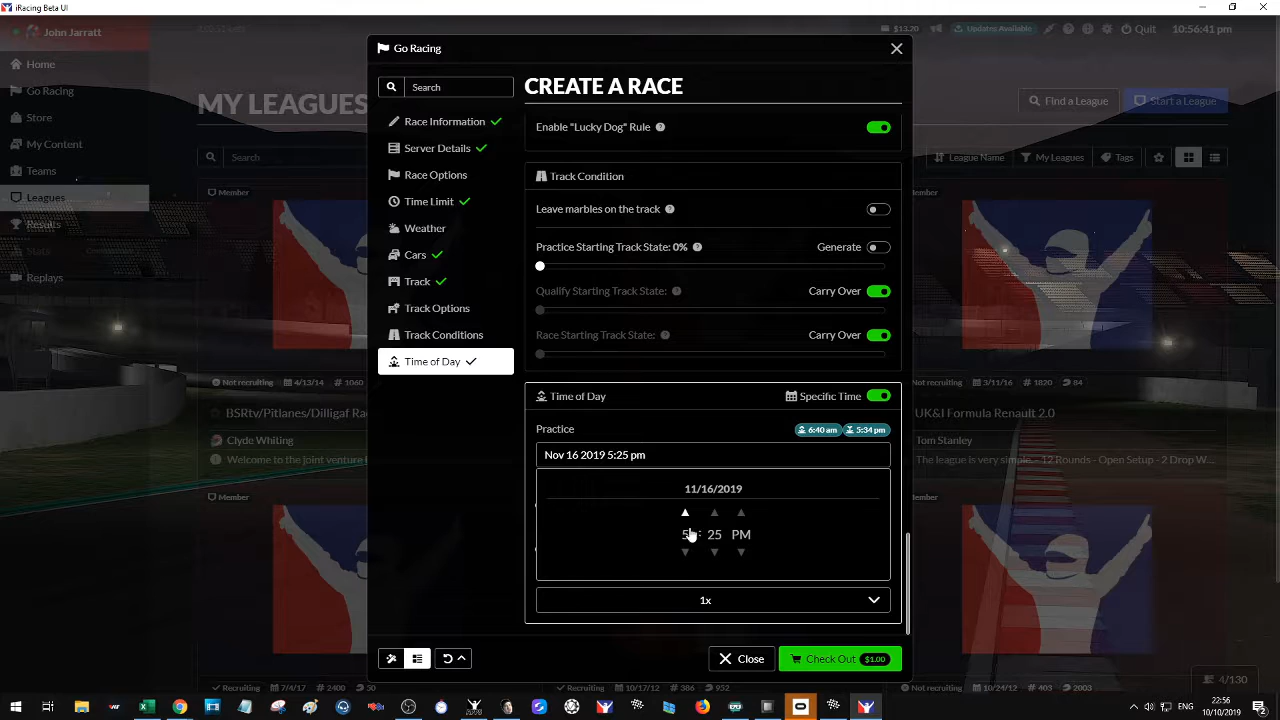 iRacing Beta UI
John Jarratt
$13.20
Updates Available
Quit
10:56:41 pm
Home
Go Racing
Store
My Content
Teams
Leagues
Results
Stats
Replays
MY LEAGUES
Find a League
Start a League
Search
League Name
My Leagues
Tags
Member
Go Racing
Search
Race Information
Server Details
Race Options
Time Limit
Weather
Cars
Track
Track Options
Track Conditions
Time of Day
CREATE A RACE
Enable "Lucky Dog" Rule
Track Condition
Leave marbles on the track
Practice Starting Track State: 0%
Generate
Qualify Starting Track State:
Carry Over
Race Starting Track State:
Carry Over
Time of Day
Specific Time
Practice
6:40 am
5:34 pm
Nov 16 2019 5:25 pm
11/16/2019
5 : 25 PM
1x
Close
Check Out $1.00
Not recruiting 4/13/14 # 1060
BSRtv/Pitlanes/Dilligaf Rac
Clyde Whiting
Welcome to the joint venture
Member
Recruiting 7/4/17 # 2400 50
Recruiting 10/17/12 # 386 952
Member
Not recruiting 3/11/16 # 1820 84
UK&I Formula Renault 2.0
Tom Stanley
The league is very simple - 12 Rounds - Open Setup - 2 Drop W...
Member
Not recruiting 10/24/12 # 403 2003
4/130
ENG
22:56
10/10/2019
2